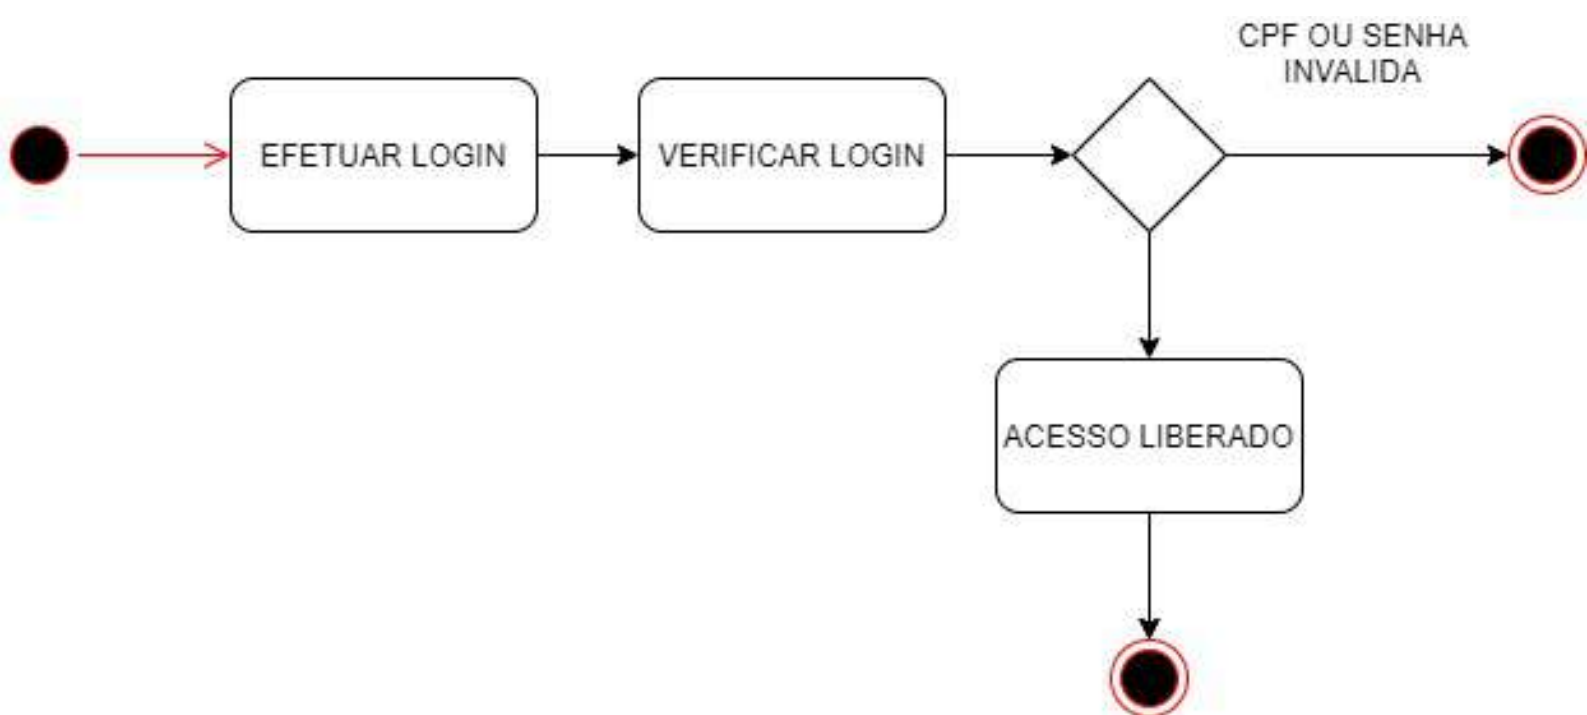 CPF OU SENHA
INVALIDA
EFETUAR LOGIN
VERIFICAR LOGIN
ACESSO LIBERADO